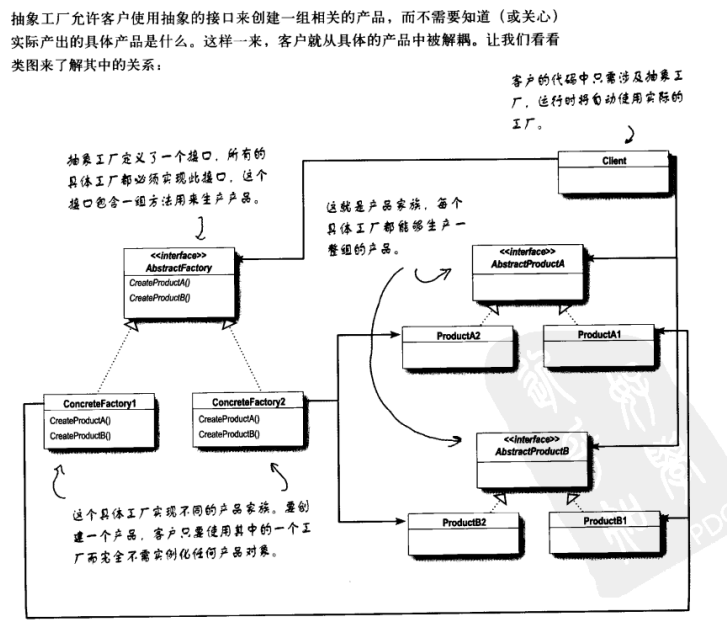 抽象工厂允许客户使用抽象的接口来创建一组相关的产品，而不需要知道（或关心）
实际产出的具体产品是什么。这样一来，客户就从具体的产品中被解耦。让我们看看
类图来了解其中的关系：
客户的代码中只需涉及抽象工
厂，运行时将自动使用实际的
工厂。
抽象工厂定义了一个接口，所有的
具体工厂都必须实现此接口，这个
接口包含一组方法用来生产产品。
Client
这就是产品家族，每个
具体工厂都能够生产一
整组的产品。
<<interface>>
AbstractFactory
CreateProductA()
CreateProductB()
<<interface>>
AbstractProductA
ProductA2
ProductA1
ConcreteFactory1
CreateProductA()
CreateProductB()
ConcreteFactory2
CreateProductA()
CreateProductB()
<<interface>>
AbstractProductB
ProductB2
ProductB1
这个具体工厂实现不同的产品家族。要创
建一个产品，客户只要使用其中的一个工
厂而完全不需实例化任何产品对象。
PDG